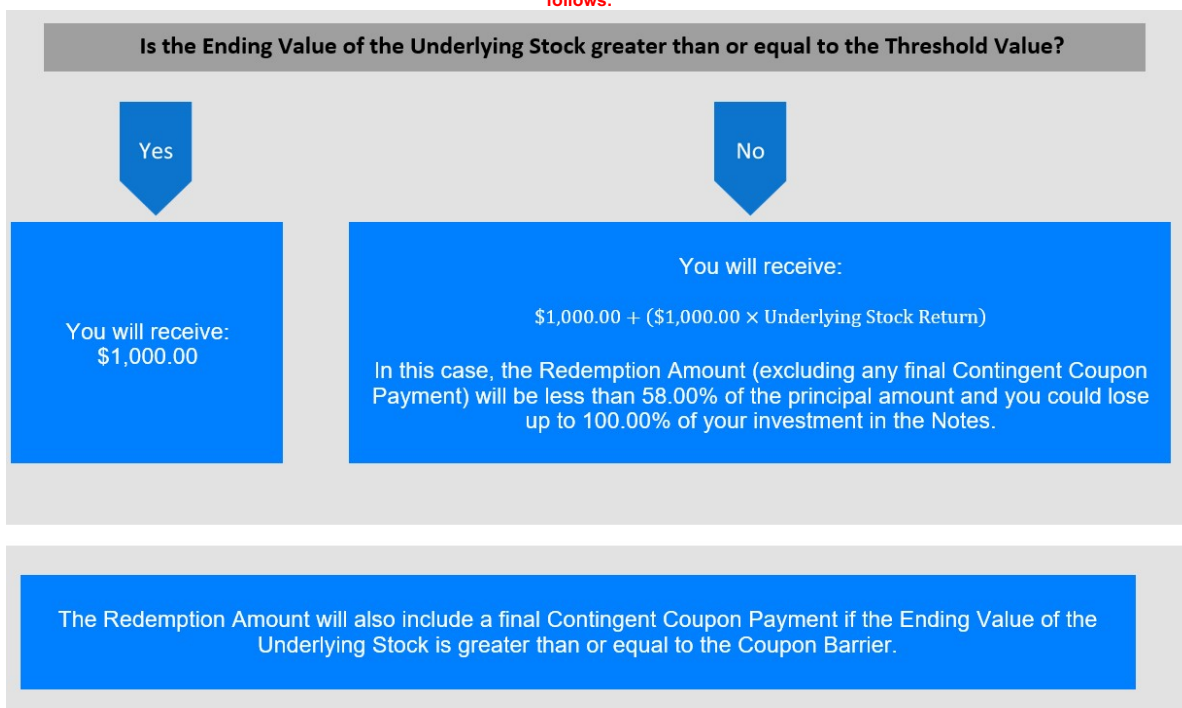 follows:
Is the Ending Value of the Underlying Stock greater than or equal to the Threshold Value?
Yes
No
You will receive:
$1,000.00
You will receive:
$1,000.00 + ($1,000.00 × Underlying Stock Return)
In this case, the Redemption Amount (excluding any final Contingent Coupon
Payment) will be less than 58.00% of the principal amount and you could lose
up to 100.00% of your investment in the Notes.
The Redemption Amount will also include a final Contingent Coupon Payment if the Ending Value of the
Underlying Stock is greater than or equal to the Coupon Barrier.